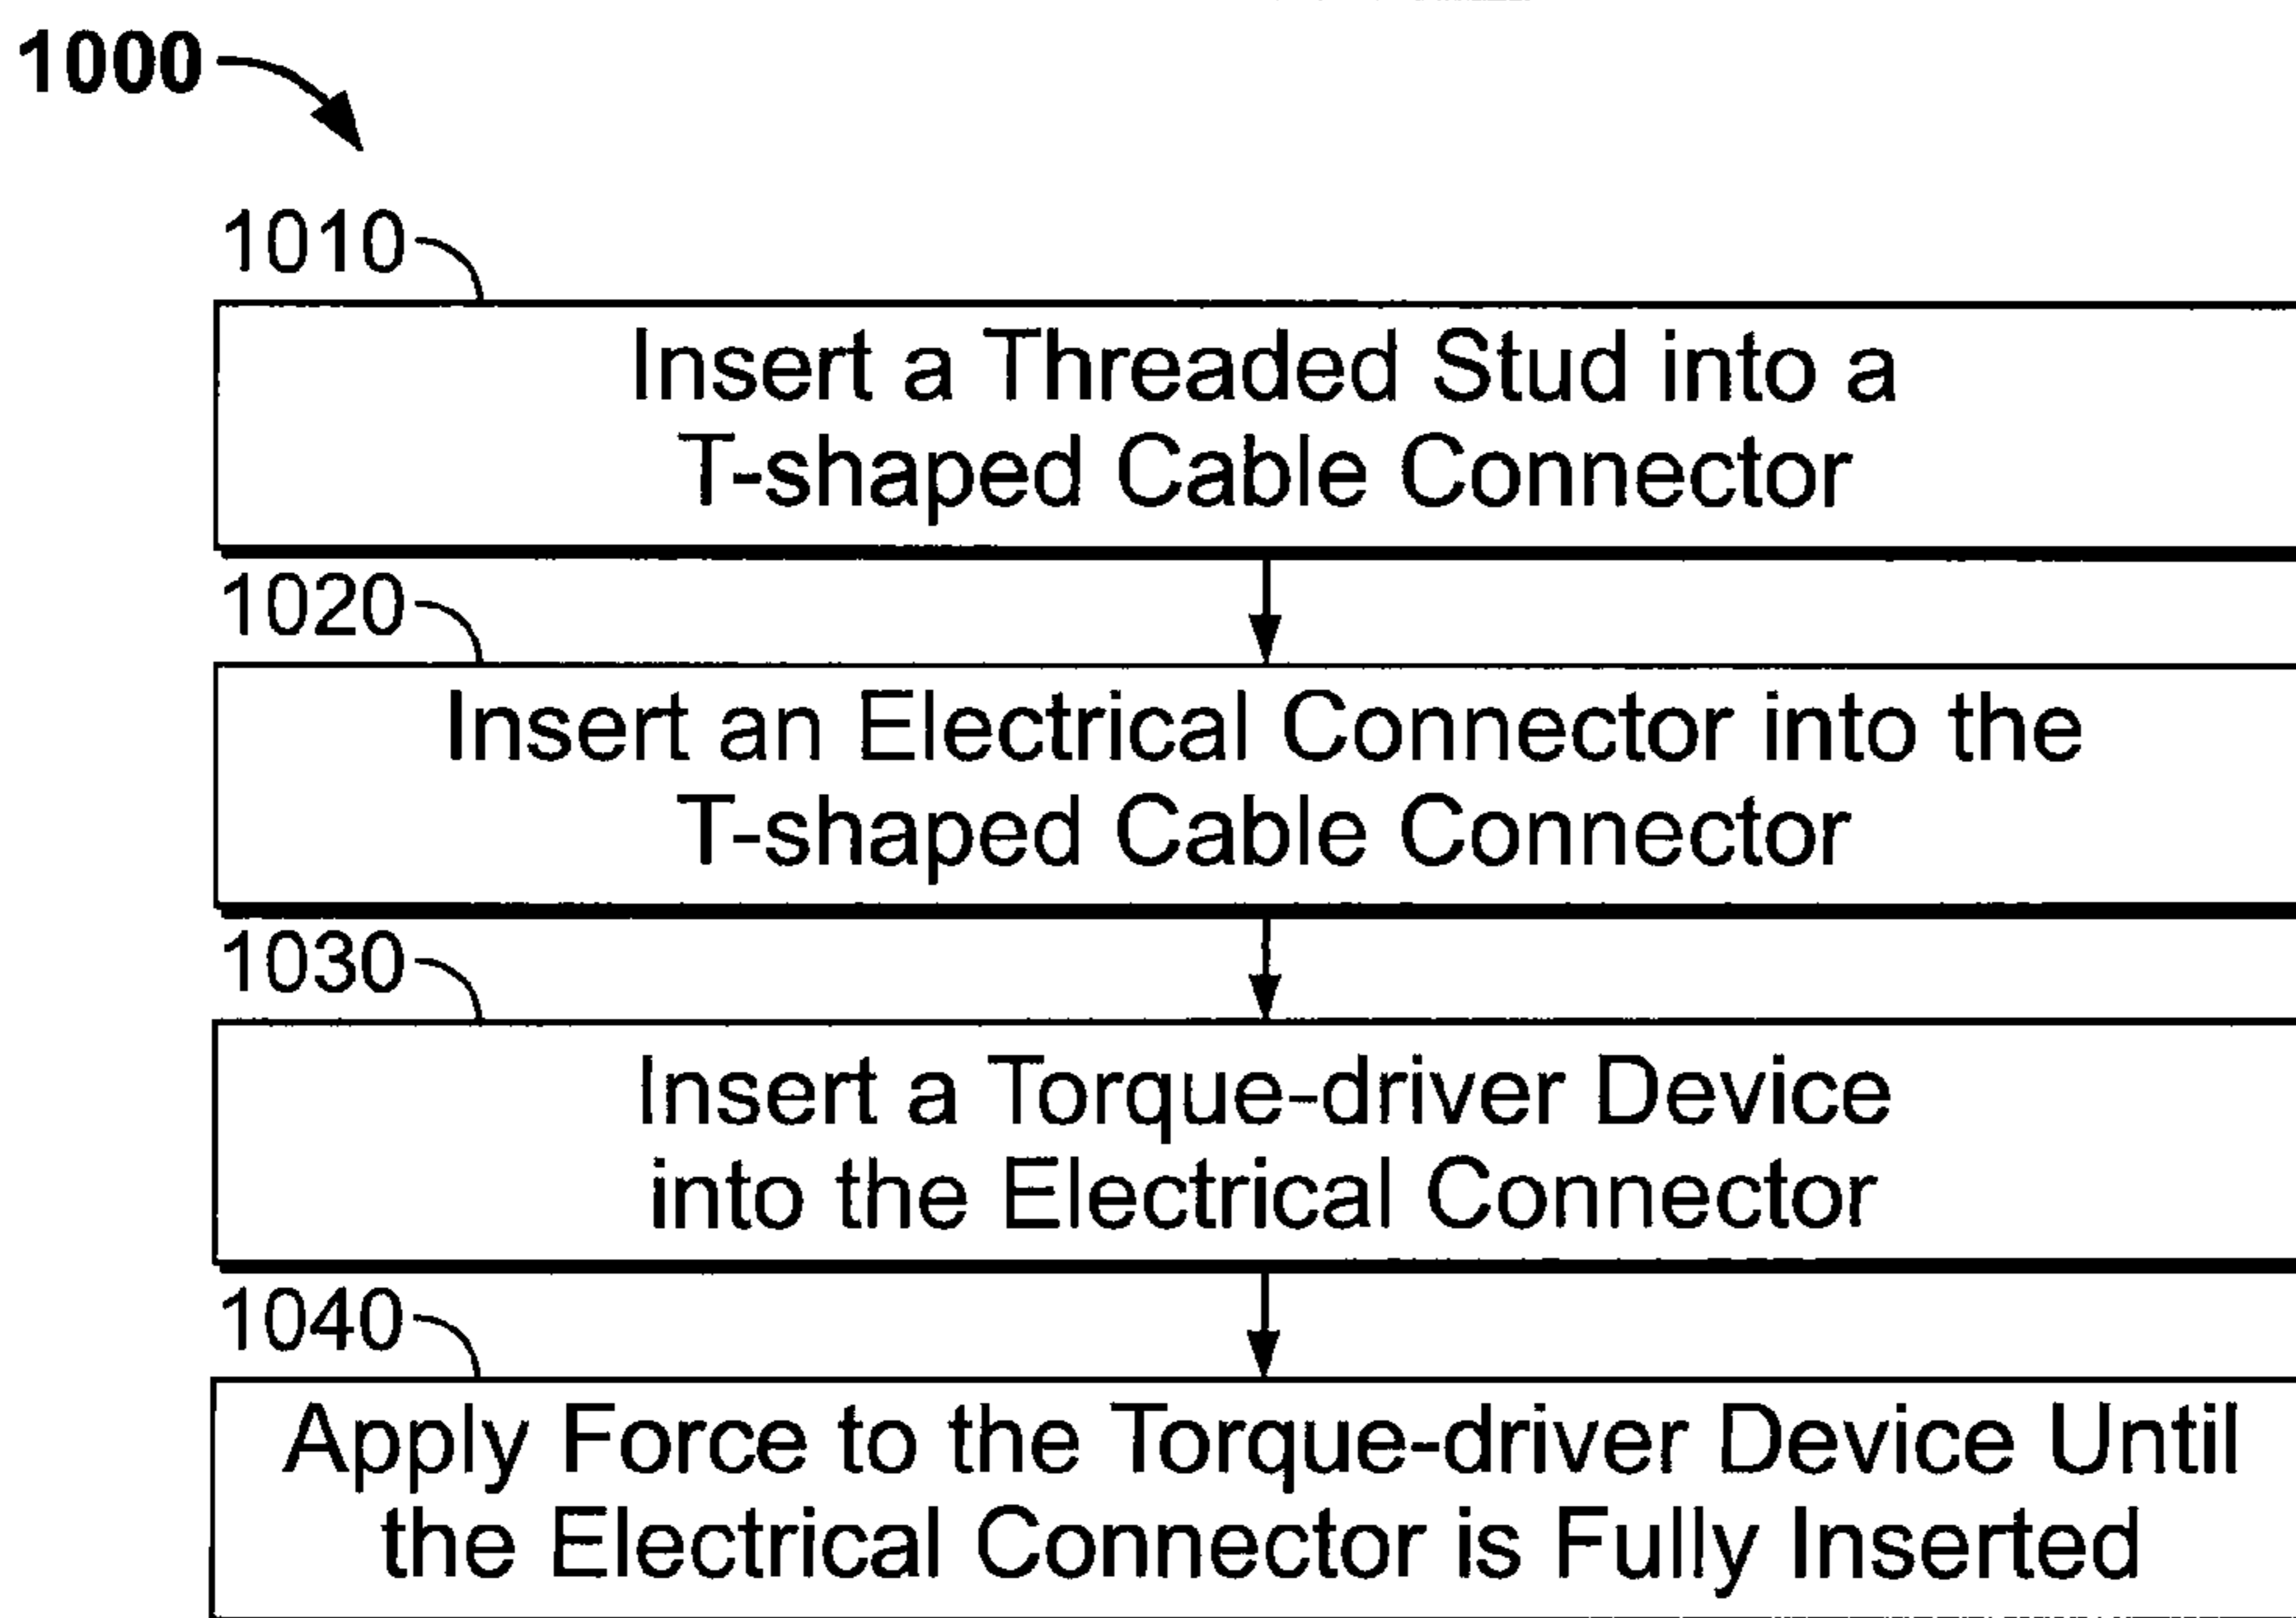 1000
1010
Insert a Threaded Stud into a
T-shaped Cable Connector
1020
Insert an Electrical Connector into the
T-shaped Cable Connector
1030
Insert a Torque-driver Device
into the Electrical Connector
1040
Apply Force to the Torque-driver Device Until
the Electrical Connector is Fully Inserted